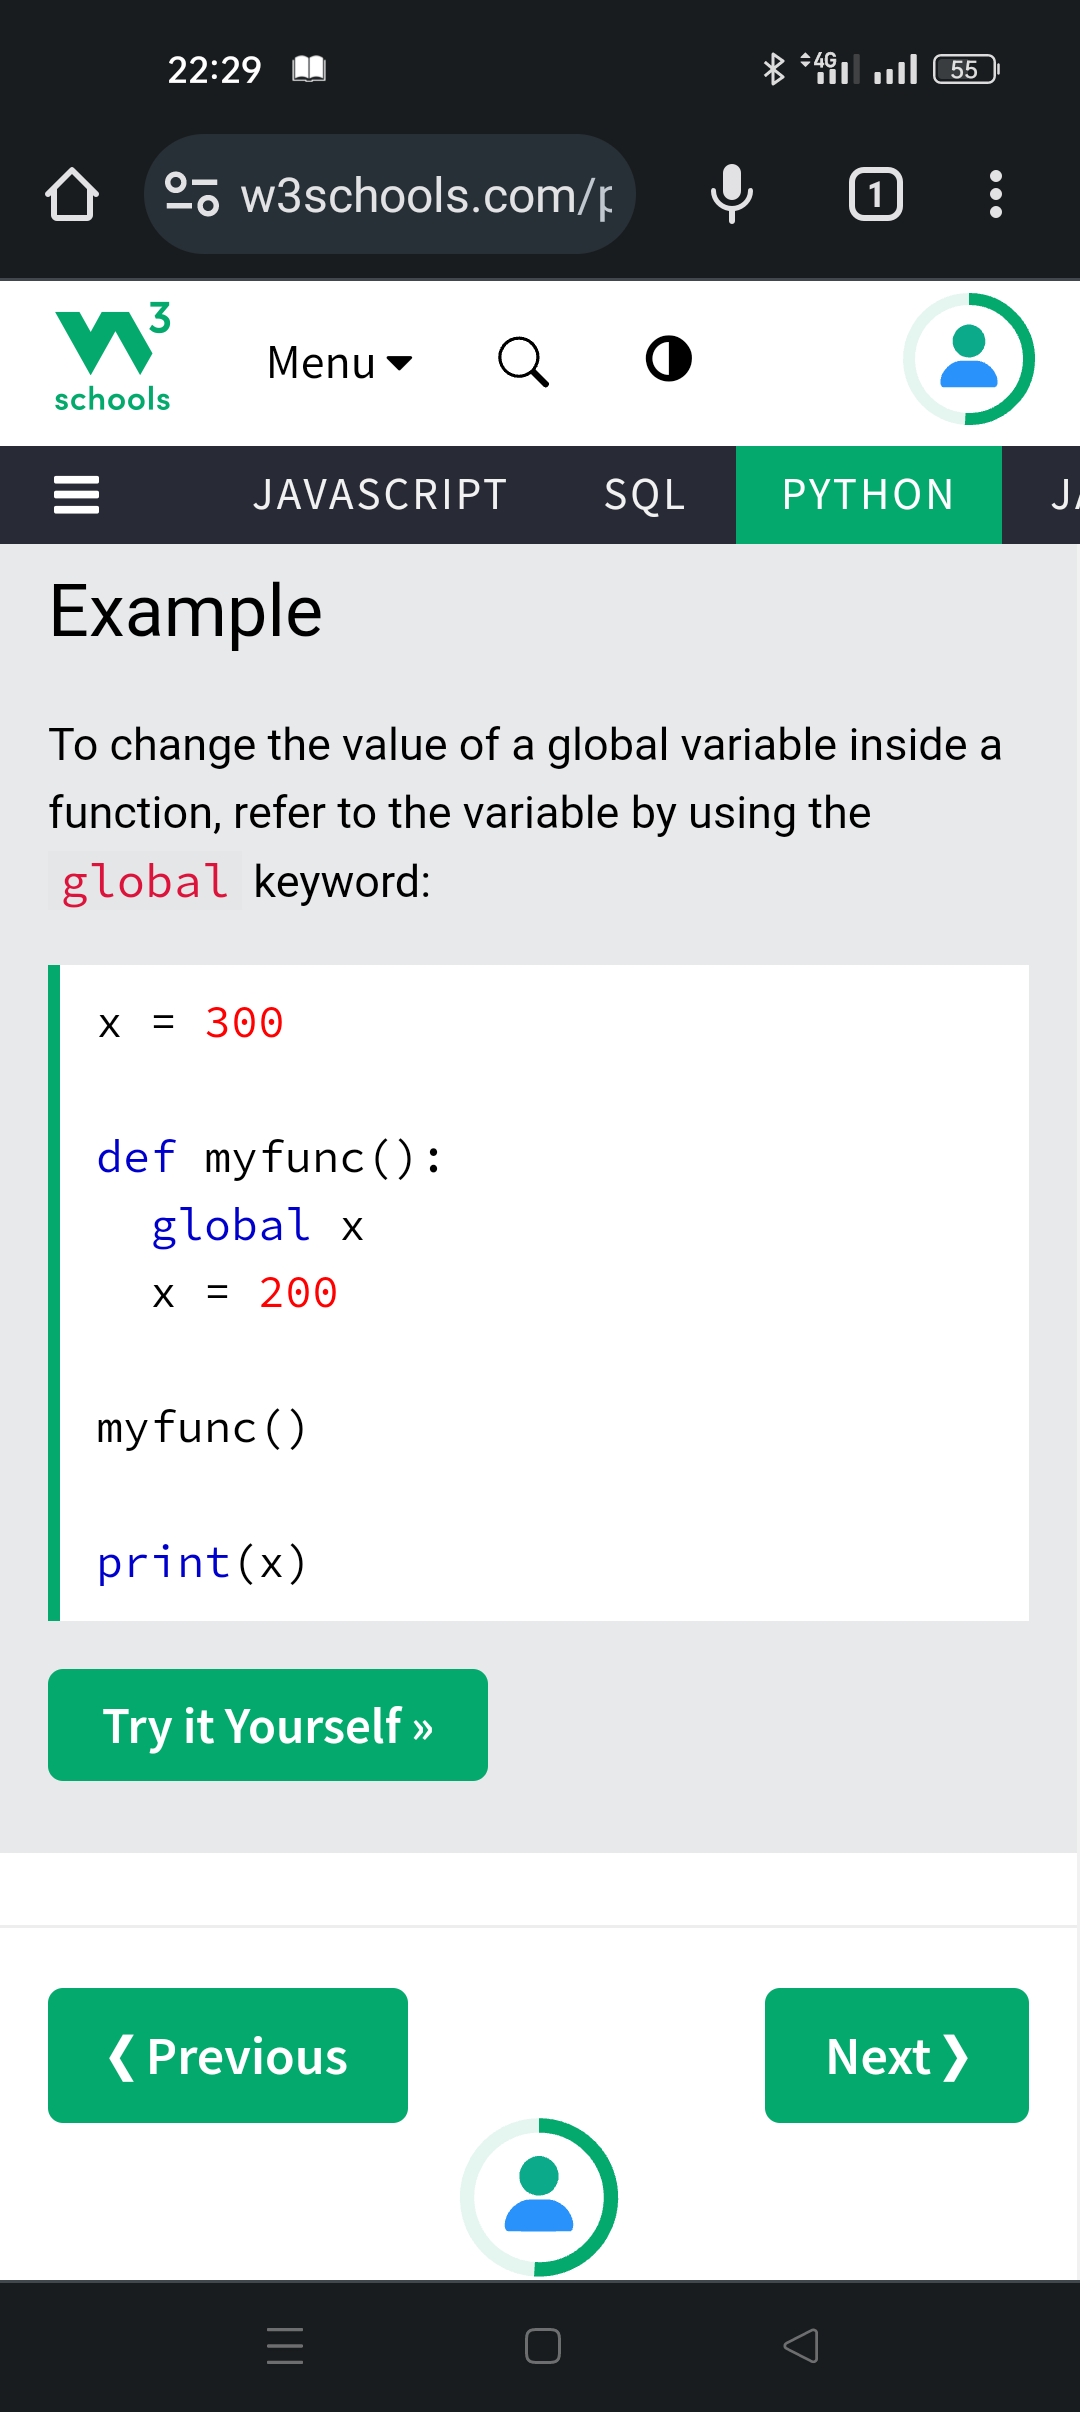 22:29
4G
55
w3schools.com/p
1
3
schools
Menu
JAVASCRIPT SQL PYTHON JA
Example
To change the value of a global variable inside a
function, refer to the variable by using the
global keyword:
x = 300
def myfunc():
  global x
  x = 200
myfunc()
print(x)
Try it Yourself »
❮ Previous
Next ❯